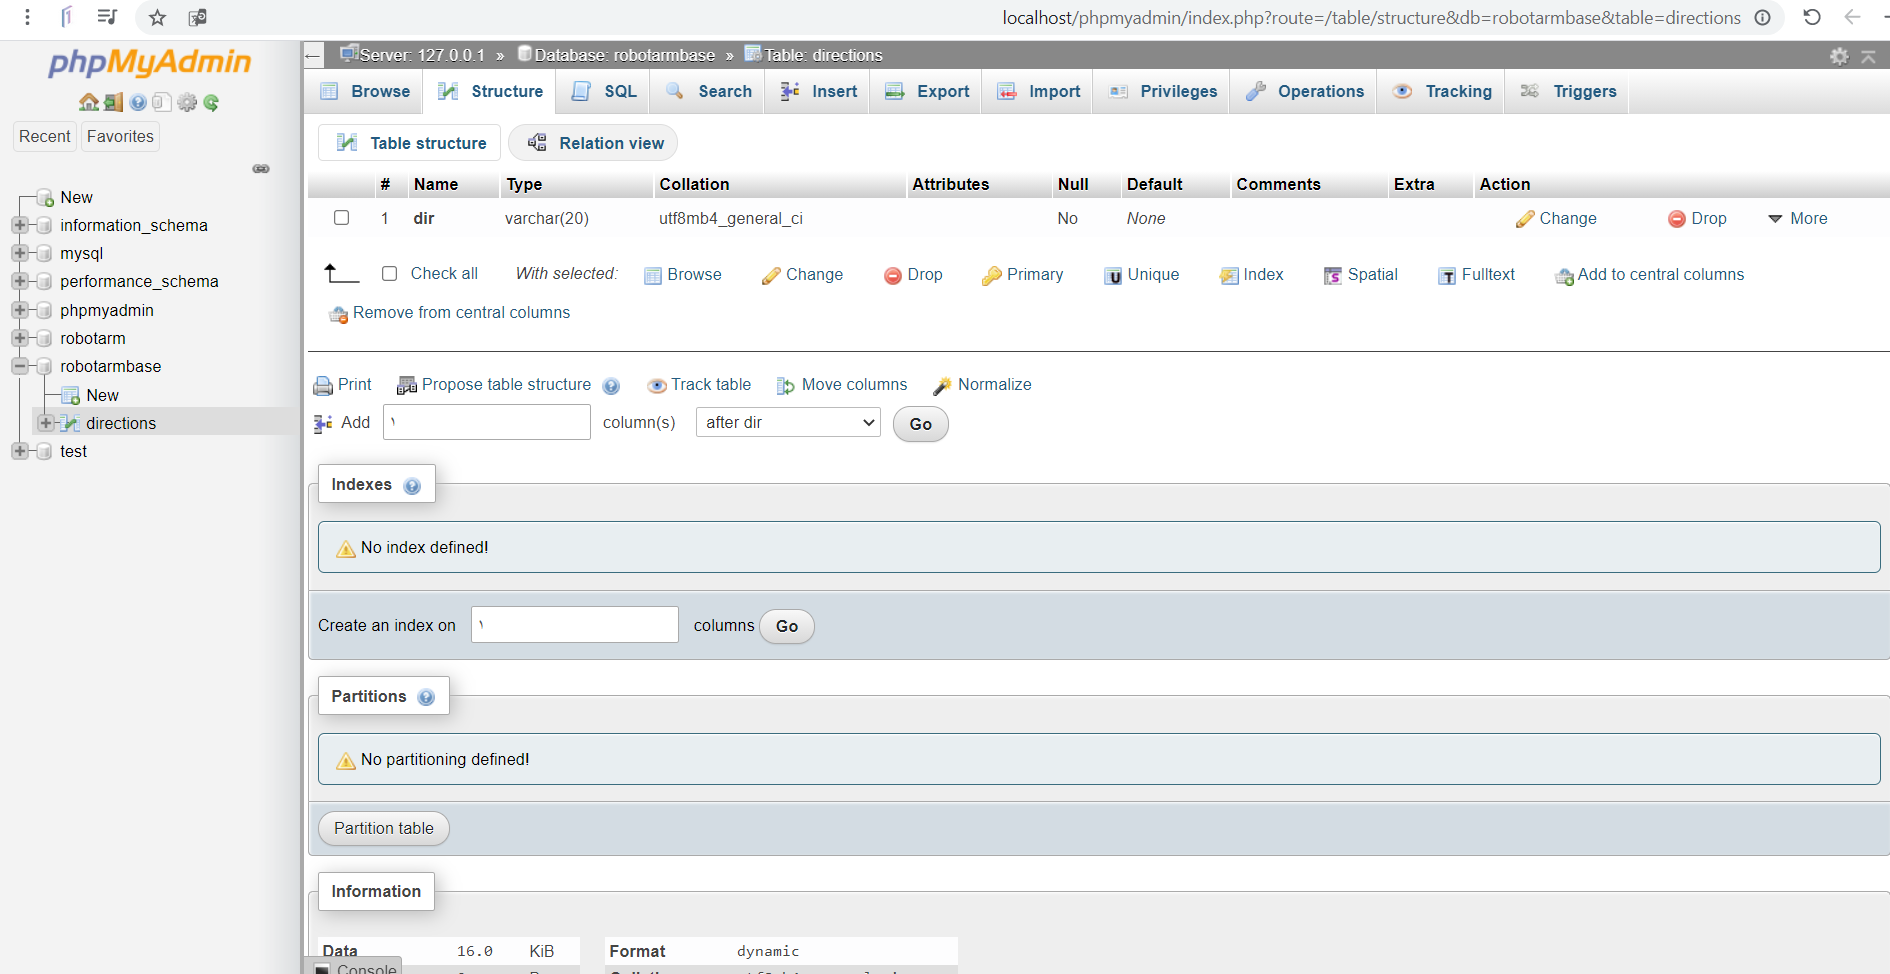 localhost/phpmyadmin/index.php?route=/table/structure&db=robotarmbase&table=directions
phpMyAdmin
Recent Favorites
New
information_schema
mysql
performance_schema
phpmyadmin
robotarm
robotarmbase
New
directions
test
Server: 127.0.0.1 » Database: robotarmbase » Table: directions
Browse Structure SQL Search Insert Export Import Privileges Operations Tracking Triggers
Table structure Relation view
# Name Type Collation Attributes Null Default Comments Extra Action
1 dir varchar(20) utf8mb4_general_ci No None Change Drop More
Check all With selected: Browse Change Drop Primary Unique Index Spatial Fulltext Add to central columns
Remove from central columns
Print Propose table structure Track table Move columns Normalize
Add ١ column(s) after dir Go
Indexes
No index defined!
Create an index on ١ columns Go
Partitions
No partitioning defined!
Partition table
Information
Data 16.0 KiB Format dynamic
Console